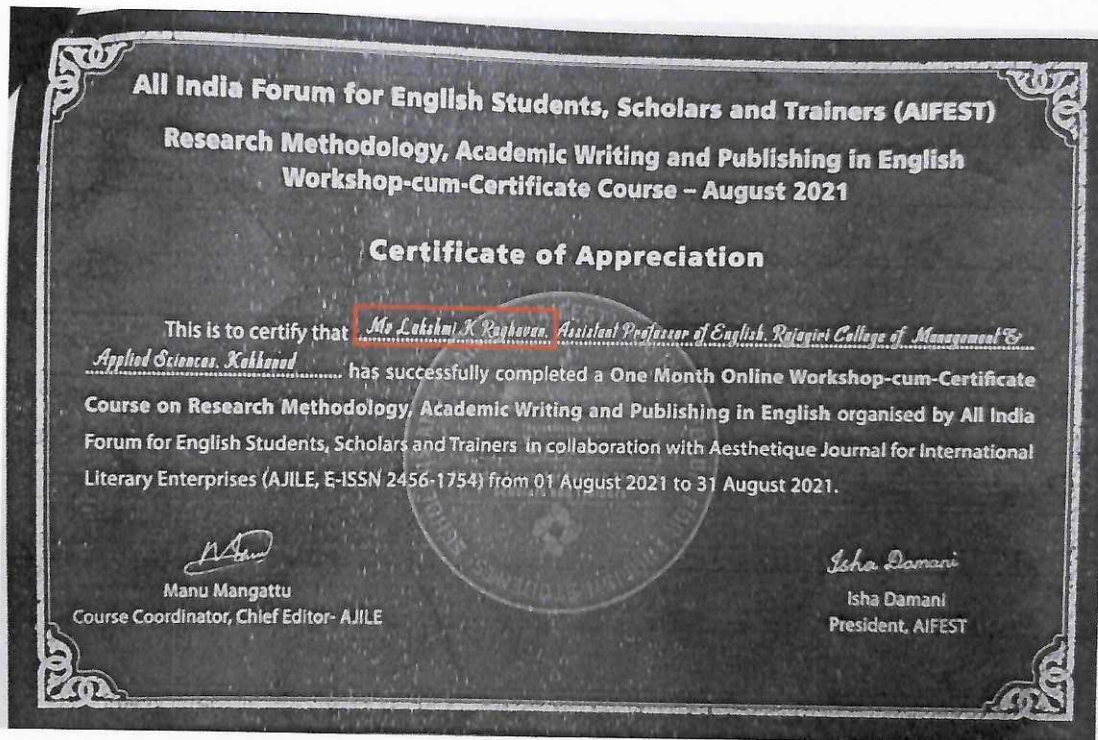 All India Forum for English Students, Scholars and Trainers (AIFEST)
Research Methodology, Academic Writing and Publishing in English
Workshop-cum-Certificate Course – August 2021
Certificate of Appreciation
This is to certify that Ms Lakshmi K Raghavan, Assistant Professor of English, Rajagiri College of Management &
Applied Sciences, Kakkanad has successfully completed a One Month Online Workshop-cum-Certificate
Course on Research Methodology, Academic Writing and Publishing in English organised by All India
Forum for English Students, Scholars and Trainers in collaboration with Aesthetique Journal for International
Literary Enterprises (AJILE, E-ISSN 2456-1754) from 01 August 2021 to 31 August 2021.
Manu Mangattu
Course Coordinator, Chief Editor- AJILE
Isha Damani
Isha Damani
President, AIFEST